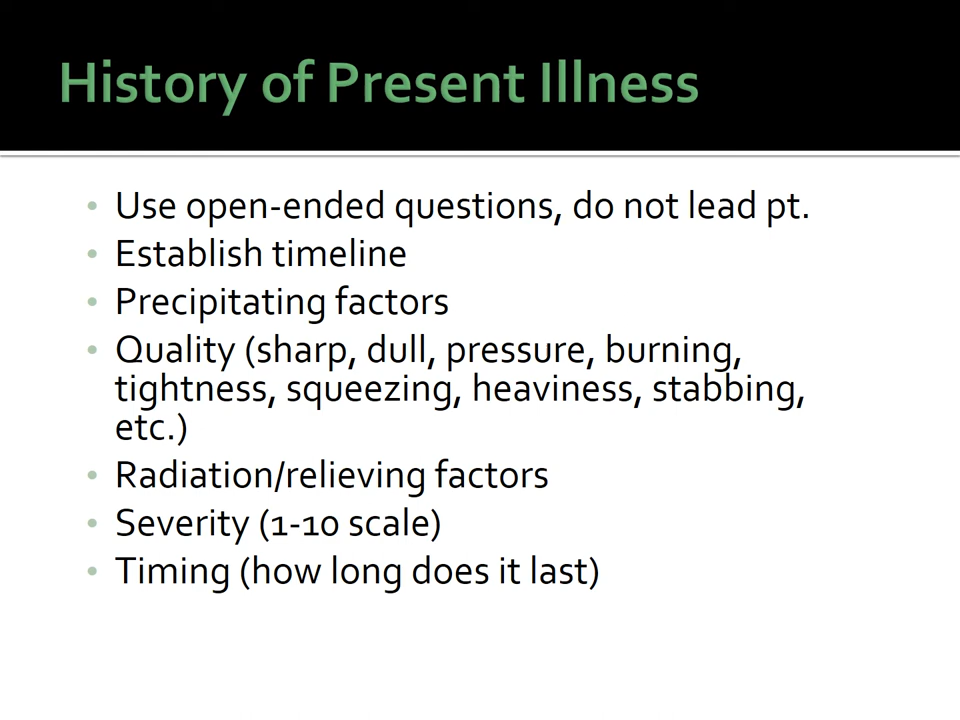 History of Present Illness
• Use open-ended questions, do not lead pt.
• Establish timeline
• Precipitating factors
• Quality (sharp, dull, pressure, burning,
tightness, squeezing, heaviness, stabbing,
etc.)
• Radiation/relieving factors
• Severity (1-10 scale)
• Timing (how long does it last)